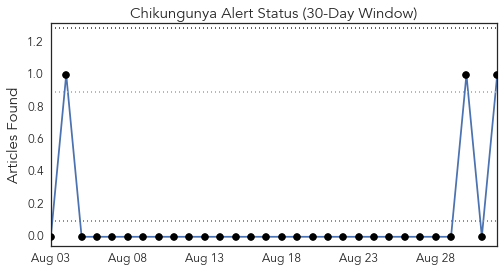 Chikungunya Alert Status (30-Day Window)
Articles Found
1.2
1.0
0.8
0.6
0.4
0.2
0.0
Aug 03 Aug 08 Aug 13 Aug 18 Aug 23 Aug 28